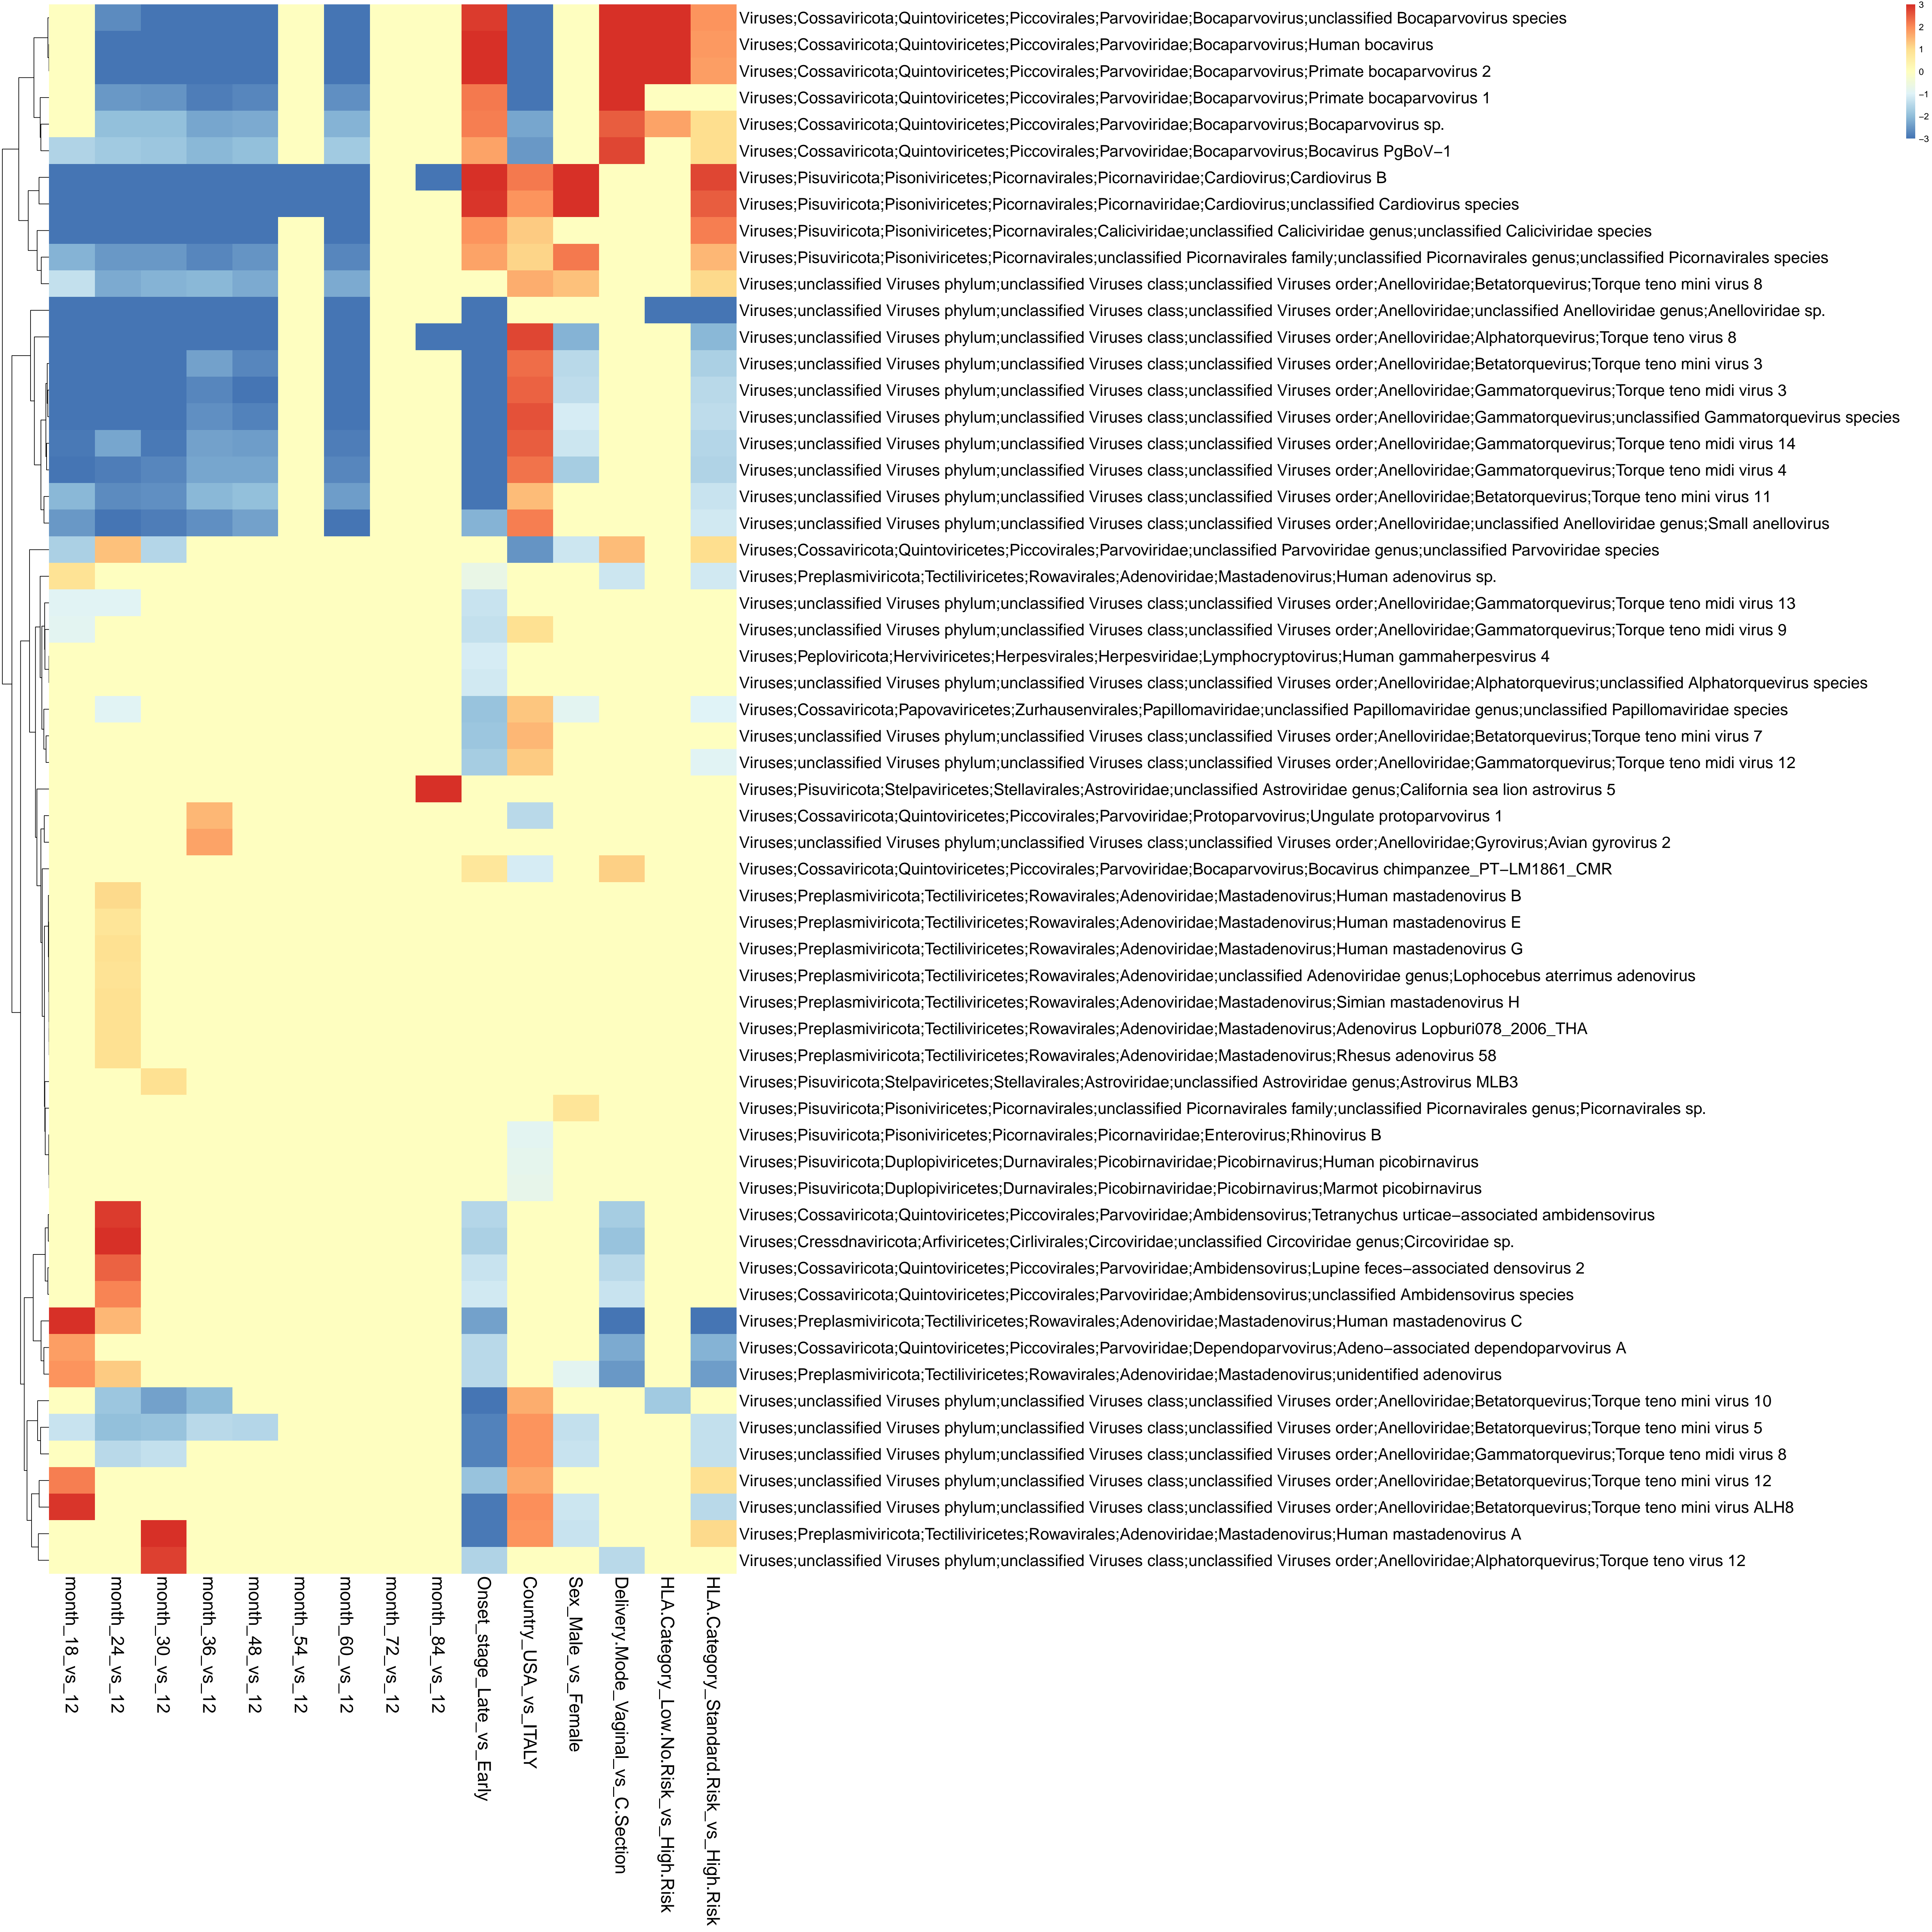 Viruses;Cossaviricota;Quintoviricetes;Piccovirales;Parvoviridae;Bocaparvovirus;unclassified Bocaparvovirus species
Viruses;Cossaviricota;Quintoviricetes;Piccovirales;Parvoviridae;Bocaparvovirus;Human bocavirus
Viruses;Cossaviricota;Quintoviricetes;Piccovirales;Parvoviridae;Bocaparvovirus;Primate bocaparvovirus 2
Viruses;Cossaviricota;Quintoviricetes;Piccovirales;Parvoviridae;Bocaparvovirus;Primate bocaparvovirus 1
Viruses;Cossaviricota;Quintoviricetes;Piccovirales;Parvoviridae;Bocaparvovirus;Bocaparvovirus sp.
Viruses;Cossaviricota;Quintoviricetes;Piccovirales;Parvoviridae;Bocaparvovirus;Bocavirus PgBoV−1
Viruses;Pisuviricota;Pisoniviricetes;Picornavirales;Picornaviridae;Cardiovirus;Cardiovirus B
Viruses;Pisuviricota;Pisoniviricetes;Picornavirales;Picornaviridae;Cardiovirus;unclassified Cardiovirus species
Viruses;Pisuviricota;Pisoniviricetes;Picornavirales;Caliciviridae;unclassified Caliciviridae genus;unclassified Caliciviridae species
Viruses;Pisuviricota;Pisoniviricetes;Picornavirales;unclassified Picornavirales family;unclassified Picornavirales genus;unclassified Picornavirales species
Viruses;unclassified Viruses phylum;unclassified Viruses class;unclassified Viruses order;Anelloviridae;Betatorquevirus;Torque teno mini virus 8
Viruses;unclassified Viruses phylum;unclassified Viruses class;unclassified Viruses order;Anelloviridae;unclassified Anelloviridae genus;Anelloviridae sp.
Viruses;unclassified Viruses phylum;unclassified Viruses class;unclassified Viruses order;Anelloviridae;Alphatorquevirus;Torque teno virus 8
Viruses;unclassified Viruses phylum;unclassified Viruses class;unclassified Viruses order;Anelloviridae;Betatorquevirus;Torque teno mini virus 3
Viruses;unclassified Viruses phylum;unclassified Viruses class;unclassified Viruses order;Anelloviridae;Gammatorquevirus;Torque teno midi virus 3
Viruses;unclassified Viruses phylum;unclassified Viruses class;unclassified Viruses order;Anelloviridae;Gammatorquevirus;unclassified Gammatorquevirus species
Viruses;unclassified Viruses phylum;unclassified Viruses class;unclassified Viruses order;Anelloviridae;Gammatorquevirus;Torque teno midi virus 14
Viruses;unclassified Viruses phylum;unclassified Viruses class;unclassified Viruses order;Anelloviridae;Gammatorquevirus;Torque teno midi virus 4
Viruses;unclassified Viruses phylum;unclassified Viruses class;unclassified Viruses order;Anelloviridae;Betatorquevirus;Torque teno mini virus 11
Viruses;unclassified Viruses phylum;unclassified Viruses class;unclassified Viruses order;Anelloviridae;unclassified Anelloviridae genus;Small anellovirus
Viruses;Cossaviricota;Quintoviricetes;Piccovirales;Parvoviridae;unclassified Parvoviridae genus;unclassified Parvoviridae species
Viruses;Preplasmiviricota;Tectiliviricetes;Rowavirales;Adenoviridae;Mastadenovirus;Human adenovirus sp.
Viruses;unclassified Viruses phylum;unclassified Viruses class;unclassified Viruses order;Anelloviridae;Gammatorquevirus;Torque teno midi virus 13
Viruses;unclassified Viruses phylum;unclassified Viruses class;unclassified Viruses order;Anelloviridae;Gammatorquevirus;Torque teno midi virus 9
Viruses;Peploviricota;Herviviricetes;Herpesvirales;Herpesviridae;Lymphocryptovirus;Human gammaherpesvirus 4
Viruses;unclassified Viruses phylum;unclassified Viruses class;unclassified Viruses order;Anelloviridae;Alphatorquevirus;unclassified Alphatorquevirus species
Viruses;Cossaviricota;Papovaviricetes;Zurhausenvirales;Papillomaviridae;unclassified Papillomaviridae genus;unclassified Papillomaviridae species
Viruses;unclassified Viruses phylum;unclassified Viruses class;unclassified Viruses order;Anelloviridae;Betatorquevirus;Torque teno mini virus 7
Viruses;unclassified Viruses phylum;unclassified Viruses class;unclassified Viruses order;Anelloviridae;Gammatorquevirus;Torque teno midi virus 12
Viruses;Pisuviricota;Stelpaviricetes;Stellavirales;Astroviridae;unclassified Astroviridae genus;California sea lion astrovirus 5
Viruses;Cossaviricota;Quintoviricetes;Piccovirales;Parvoviridae;Protoparvovirus;Ungulate protoparvovirus 1
Viruses;unclassified Viruses phylum;unclassified Viruses class;unclassified Viruses order;Anelloviridae;Gyrovirus;Avian gyrovirus 2
Viruses;Cossaviricota;Quintoviricetes;Piccovirales;Parvoviridae;Bocaparvovirus;Bocavirus chimpanzee_PT−LM1861_CMR
Viruses;Preplasmiviricota;Tectiliviricetes;Rowavirales;Adenoviridae;Mastadenovirus;Human mastadenovirus B
Viruses;Preplasmiviricota;Tectiliviricetes;Rowavirales;Adenoviridae;Mastadenovirus;Human mastadenovirus E
Viruses;Preplasmiviricota;Tectiliviricetes;Rowavirales;Adenoviridae;Mastadenovirus;Human mastadenovirus G
Viruses;Preplasmiviricota;Tectiliviricetes;Rowavirales;Adenoviridae;unclassified Adenoviridae genus;Lophocebus aterrimus adenovirus
Viruses;Preplasmiviricota;Tectiliviricetes;Rowavirales;Adenoviridae;Mastadenovirus;Simian mastadenovirus H
Viruses;Preplasmiviricota;Tectiliviricetes;Rowavirales;Adenoviridae;Mastadenovirus;Adenovirus Lopburi078_2006_THA
Viruses;Preplasmiviricota;Tectiliviricetes;Rowavirales;Adenoviridae;Mastadenovirus;Rhesus adenovirus 58
Viruses;Pisuviricota;Stelpaviricetes;Stellavirales;Astroviridae;unclassified Astroviridae genus;Astrovirus MLB3
Viruses;Pisuviricota;Pisoniviricetes;Picornavirales;unclassified Picornavirales family;unclassified Picornavirales genus;Picornavirales sp.
Viruses;Pisuviricota;Pisoniviricetes;Picornavirales;Picornaviridae;Enterovirus;Rhinovirus B
Viruses;Pisuviricota;Duplopiviricetes;Durnavirales;Picobirnaviridae;Picobirnavirus;Human picobirnavirus
Viruses;Pisuviricota;Duplopiviricetes;Durnavirales;Picobirnaviridae;Picobirnavirus;Marmot picobirnavirus
Viruses;Cossaviricota;Quintoviricetes;Piccovirales;Parvoviridae;Ambidensovirus;Tetranychus urticae−associated ambidensovirus
Viruses;Cressdnaviricota;Arfiviricetes;Cirlivirales;Circoviridae;unclassified Circoviridae genus;Circoviridae sp.
Viruses;Cossaviricota;Quintoviricetes;Piccovirales;Parvoviridae;Ambidensovirus;Lupine feces−associated densovirus 2
Viruses;Cossaviricota;Quintoviricetes;Piccovirales;Parvoviridae;Ambidensovirus;unclassified Ambidensovirus species
Viruses;Preplasmiviricota;Tectiliviricetes;Rowavirales;Adenoviridae;Mastadenovirus;Human mastadenovirus C
Viruses;Cossaviricota;Quintoviricetes;Piccovirales;Parvoviridae;Dependoparvovirus;Adeno−associated dependoparvovirus A
Viruses;Preplasmiviricota;Tectiliviricetes;Rowavirales;Adenoviridae;Mastadenovirus;unidentified adenovirus
Viruses;unclassified Viruses phylum;unclassified Viruses class;unclassified Viruses order;Anelloviridae;Betatorquevirus;Torque teno mini virus 10
Viruses;unclassified Viruses phylum;unclassified Viruses class;unclassified Viruses order;Anelloviridae;Betatorquevirus;Torque teno mini virus 5
Viruses;unclassified Viruses phylum;unclassified Viruses class;unclassified Viruses order;Anelloviridae;Gammatorquevirus;Torque teno midi virus 8
Viruses;unclassified Viruses phylum;unclassified Viruses class;unclassified Viruses order;Anelloviridae;Betatorquevirus;Torque teno mini virus 12
Viruses;unclassified Viruses phylum;unclassified Viruses class;unclassified Viruses order;Anelloviridae;Betatorquevirus;Torque teno mini virus ALH8
Viruses;Preplasmiviricota;Tectiliviricetes;Rowavirales;Adenoviridae;Mastadenovirus;Human mastadenovirus A
Viruses;unclassified Viruses phylum;unclassified Viruses class;unclassified Viruses order;Anelloviridae;Alphatorquevirus;Torque teno virus 12
month_18_vs_12
month_24_vs_12
month_30_vs_12
month_36_vs_12
month_48_vs_12
month_54_vs_12
month_60_vs_12
month_72_vs_12
month_84_vs_12
Onset_stage_Late_vs_Early
Country_USA_vs_ITALY
Sex_Male_vs_Female
Delivery.Mode_Vaginal_vs_C.Section
HLA.Category_Low.No.Risk_vs_High.Risk
HLA.Category_Standard.Risk_vs_High.Risk
3
2
1
0
−1
−2
−3